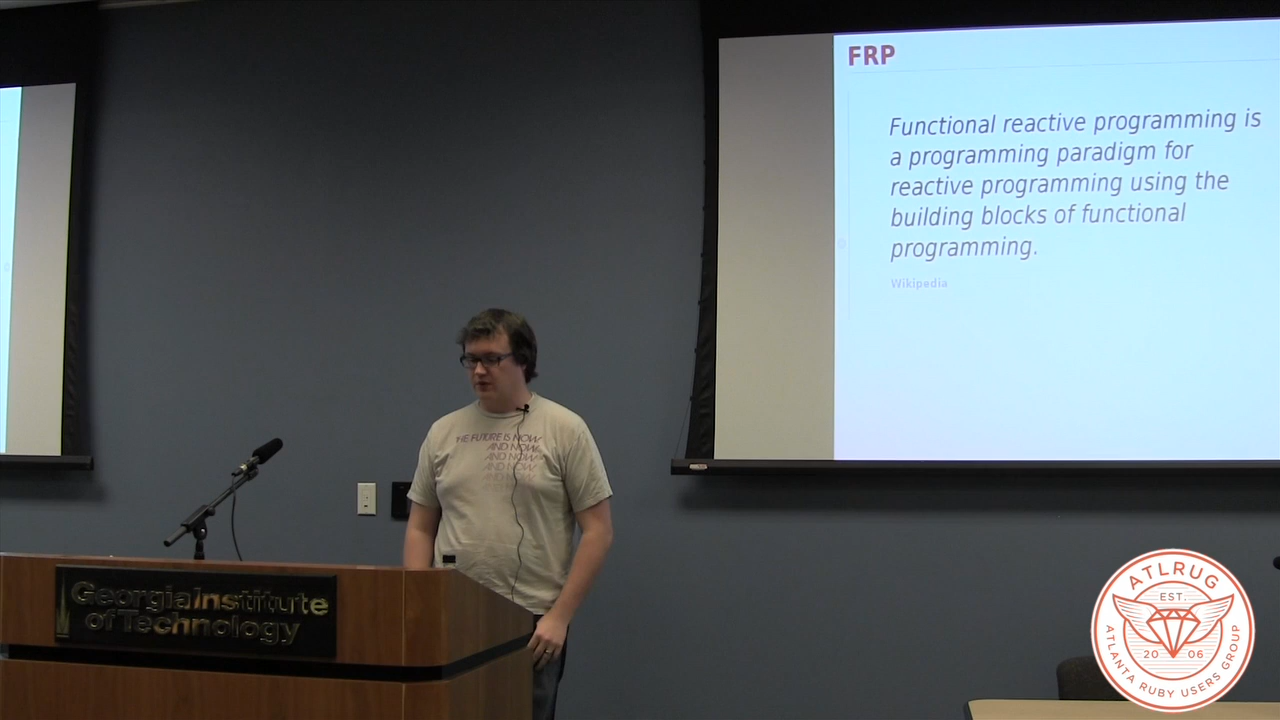 FRP
Functional reactive programming is
a programming paradigm for
reactive programming using the
building blocks of functional
programming.
Wikipedia
THE FUTURE IS NOW
AND NOW
AND NOW
AND NOW
AND NOW
Georgia Institute
of Technology
ATLRUG
EST.
20 06
ATLANTA RUBY USERS GROUP